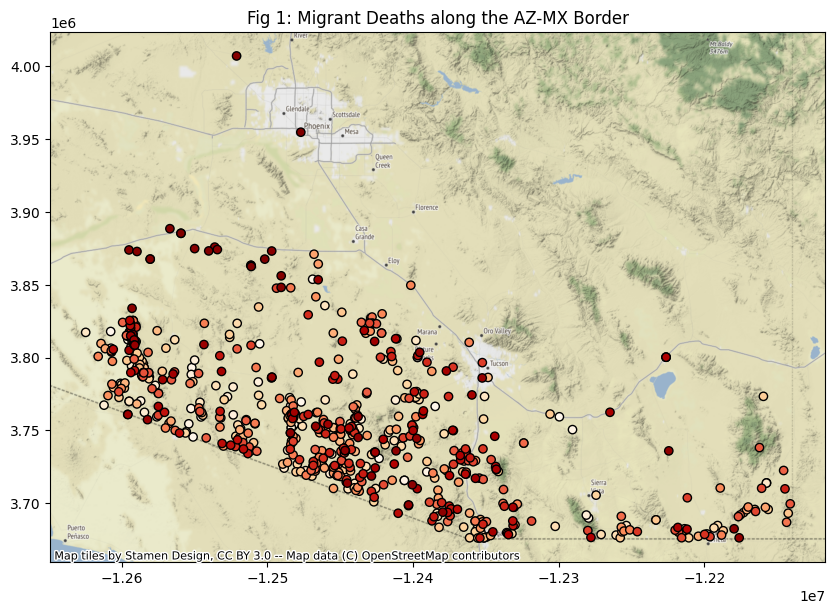 Fig 1: Migrant Deaths along the AZ-MX Border
1e6
4.00
3.95
3.90
3.85
3.80
3.75
3.70
River
Mt Baldy
Glendale
Scottsdale
Phoenix
Mesa
Queen
Creek
Florence
Casa
Grande
Eloy
Marana
Oro Valley
Tucson
Sierra
Puerto
Peñasco
Map tiles by Stamen Design, CC BY 3.0 -- Map data (C) OpenStreetMap contributors
−1.26
−1.25
−1.24
−1.23
−1.22
1e7